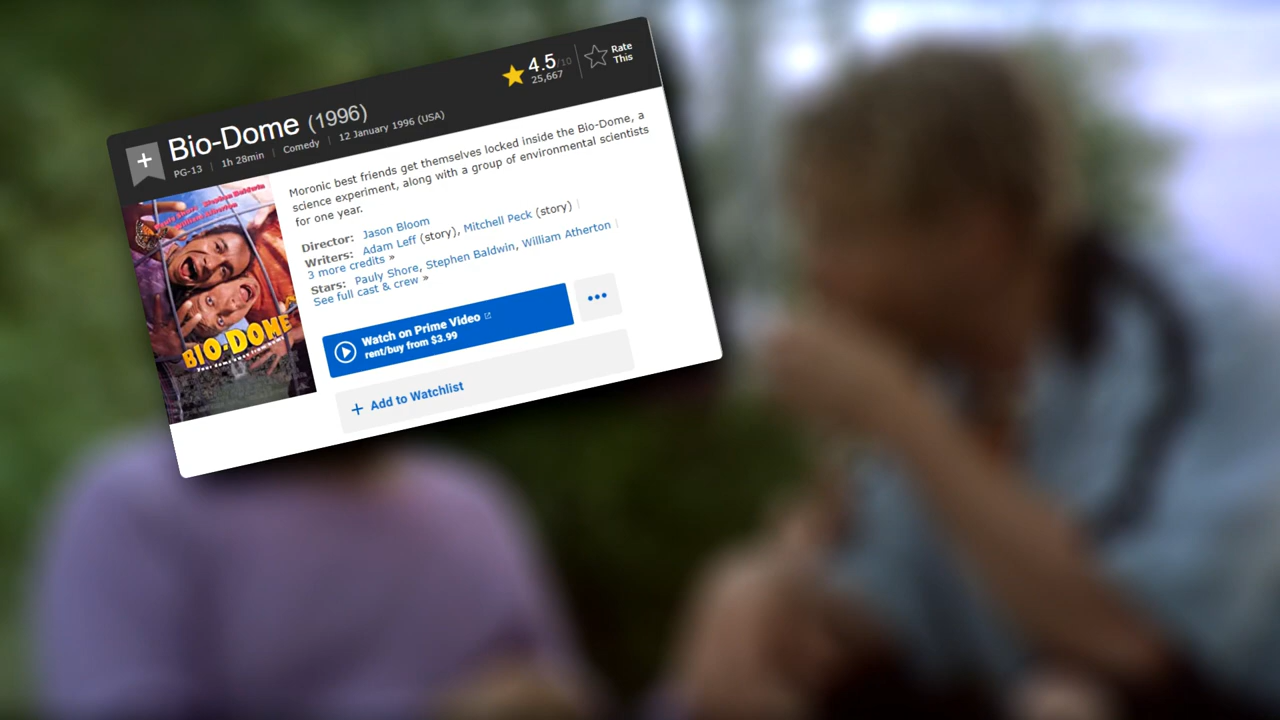 Bio-Dome (1996)
4.5/10
25,667
Rate
This
PG-13 | 1h 28min | Comedy | 12 January 1996 (USA)
Moronic best friends get themselves locked inside the Bio-Dome, a
science experiment, along with a group of environmental scientists
for one year.
Director: Jason Bloom
Writers: Adam Leff (story), Mitchell Peck (story) |
3 more credits »
Stars: Pauly Shore, Stephen Baldwin, William Atherton |
See full cast & crew »
Watch on Prime Video
rent/buy from $3.99
+ Add to Watchlist
BIO-DOME